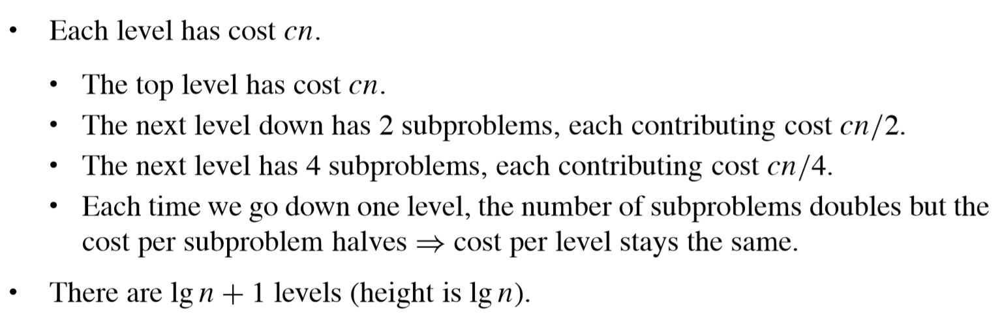 • Each level has cost cn.
• The top level has cost cn.
• The next level down has 2 subproblems, each contributing cost cn/2.
• The next level has 4 subproblems, each contributing cost cn/4.
• Each time we go down one level, the number of subproblems doubles but the
cost per subproblem halves ⇒ cost per level stays the same.
• There are lg n + 1 levels (height is lg n).